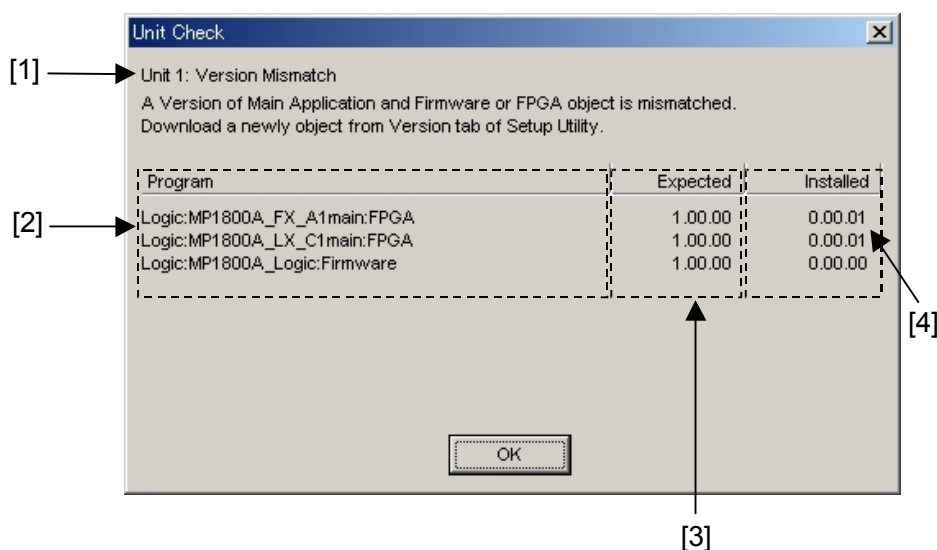 Unit Check
[1]
Unit 1: Version Mismatch
A Version of Main Application and Firmware or FPGA object is mismatched.
Download a newly object from Version tab of Setup Utility.
Program Expected Installed
[2]
Logic:MP1800A_FX_A1main:FPGA 1.00.00 0.00.01
Logic:MP1800A_LX_C1main:FPGA 1.00.00 0.00.01
Logic:MP1800A_Logic:Firmware 1.00.00 0.00.00
[4]
OK
[3]